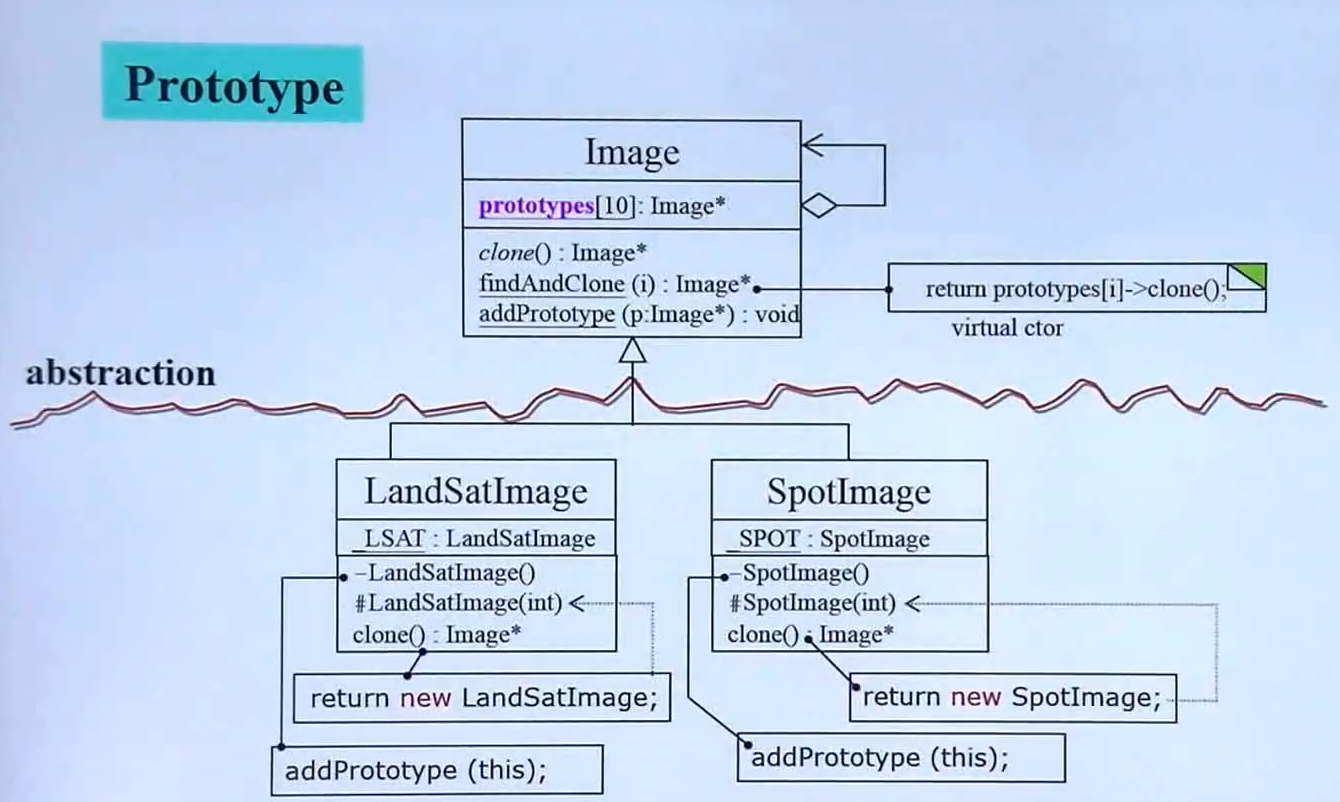 Prototype
Image
prototypes[10]: Image*
clone() : Image*
findAndClone (i) : Image*
addPrototype (p:Image*) : void
return prototypes[i]->clone();
virtual ctor
abstraction
LandSatImage
_LSAT : LandSatImage
-LandSatImage()
#LandSatImage(int)
clone() : Image*
return new LandSatImage;
addPrototype (this);
SpotImage
_SPOT : SpotImage
-SpotImage()
#SpotImage(int)
clone() : Image*
return new SpotImage;
addPrototype (this);